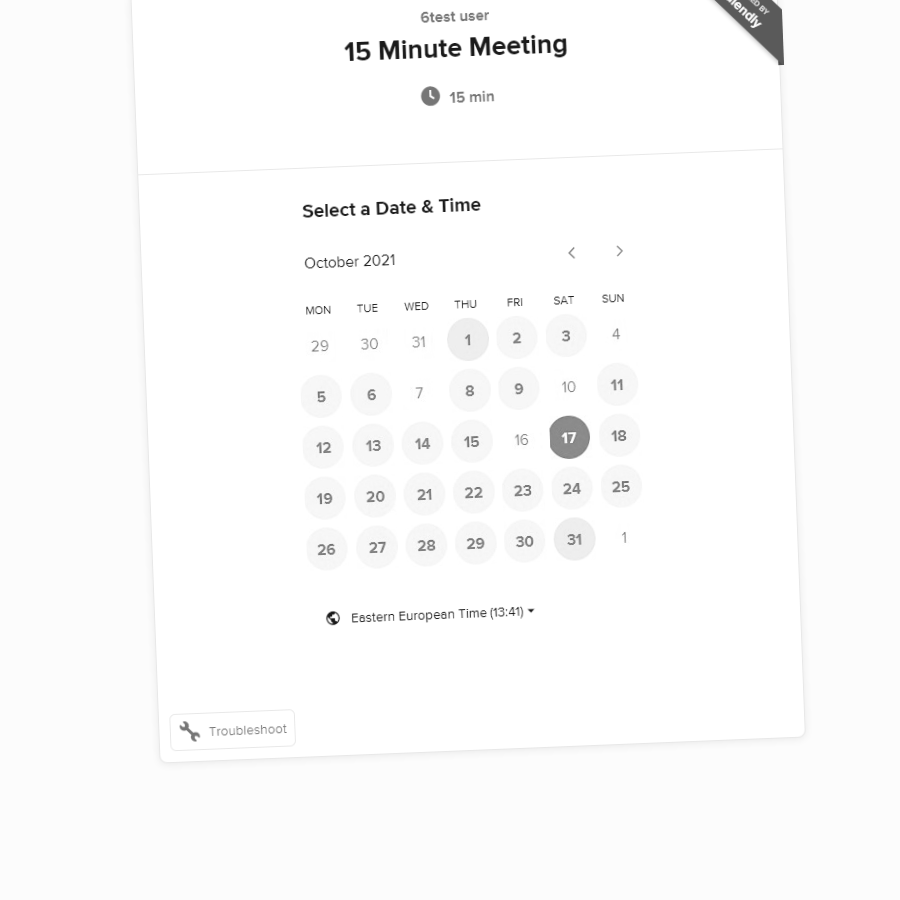 6test user
15 Minute Meeting
15 min
Select a Date & Time
October 2021
MON TUE WED THU FRI SAT SUN
29 30 31 1 2 3 4
5 6 7 8 9 10 11
12 13 14 15 16 17 18
19 20 21 22 23 24 25
26 27 28 29 30 31 1
Eastern European Time (13:41)
Troubleshoot